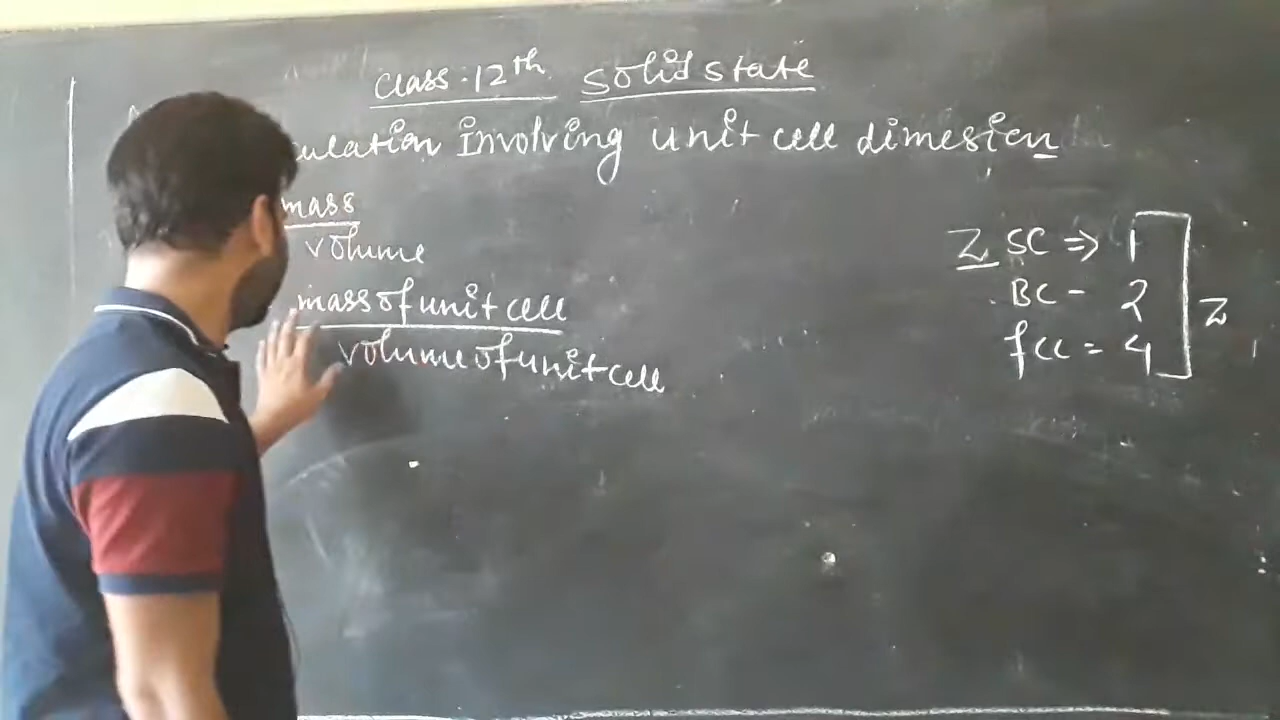 Class:12th Solid state
culation Involving unit cell dimesion
mass
volume
mass of unit cell
volume of unit cell
Z SC ⇒ 1
BC - 2
fcc = 4
Z